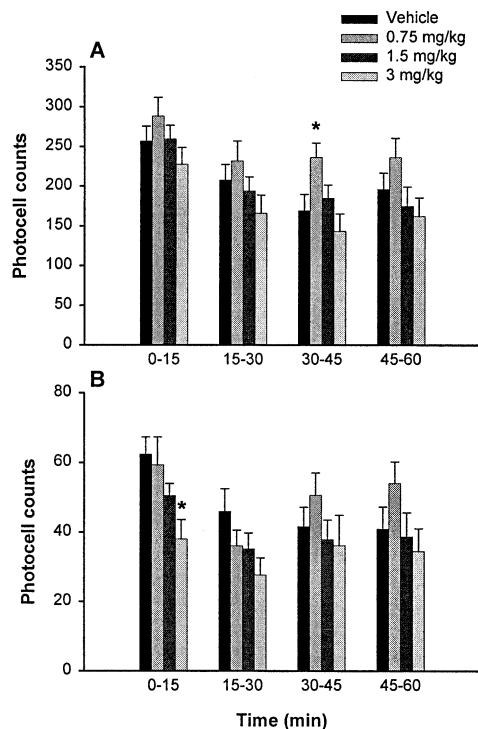 Vehicle
0.75 mg/kg
1.5 mg/kg
3 mg/kg
A
Photocell counts
350
300
250
200
150
100
50
0
*
0-15 15-30 30-45 45-60
B
Photocell counts
80
60
40
20
0
*
0-15 15-30 30-45 45-60
Time (min)